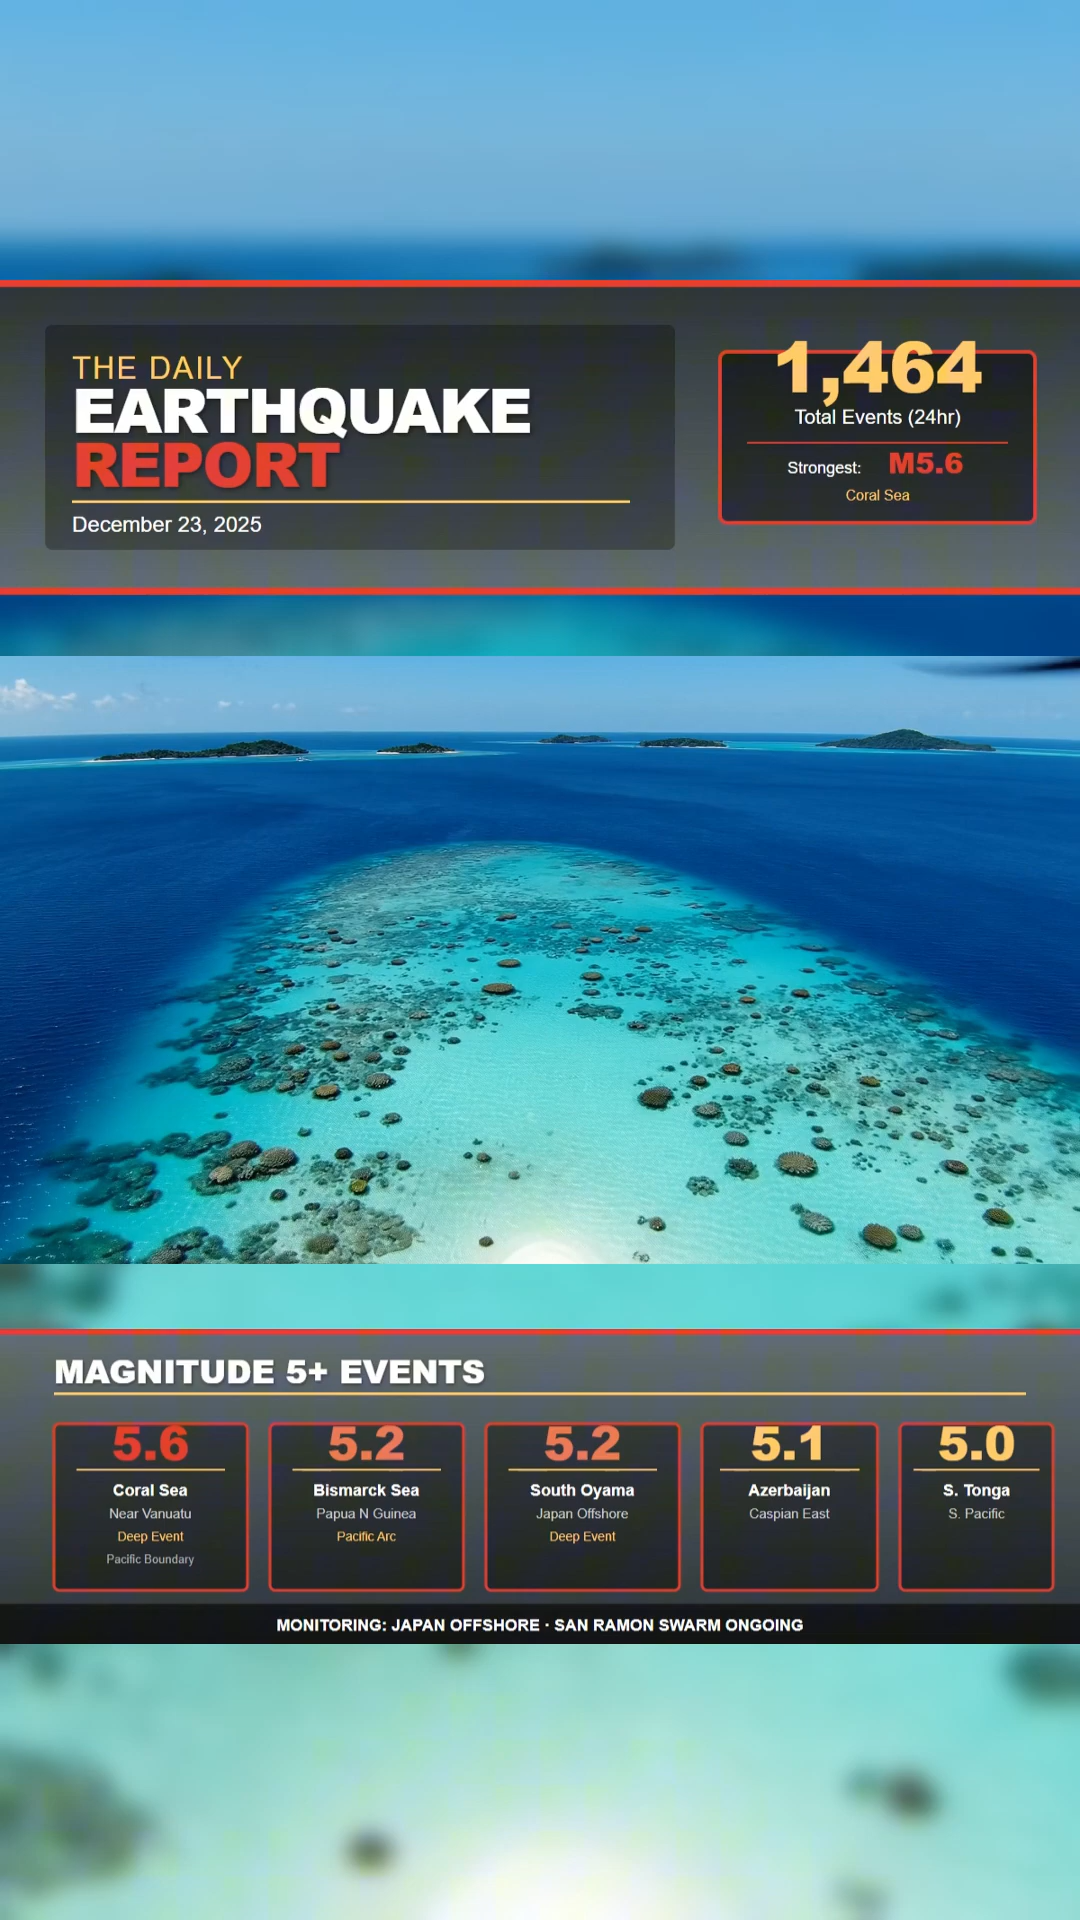 THE DAILY
EARTHQUAKE
REPORT
December 23, 2025
1,464
Total Events (24hr)
Strongest: M5.6
Coral Sea
MAGNITUDE 5+ EVENTS
5.6
Coral Sea
Near Vanuatu
Deep Event
Pacific Boundary
5.2
Bismarck Sea
Papua N Guinea
Pacific Arc
5.2
South Oyama
Japan Offshore
Deep Event
5.1
Azerbaijan
Caspian East
5.0
S. Tonga
S. Pacific
MONITORING: JAPAN OFFSHORE · SAN RAMON SWARM ONGOING